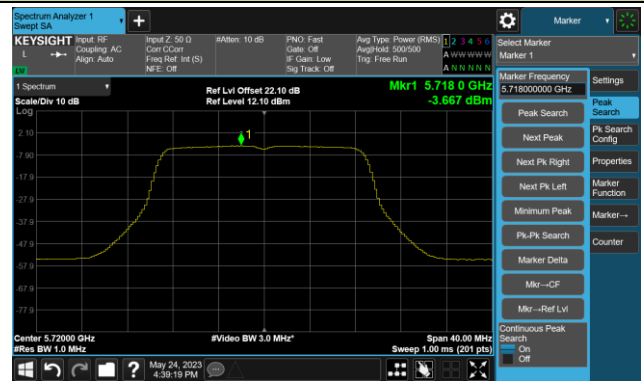 Spectrum Analyzer 1
Swept SA
Marker
KEYSIGHT
L
LW
Input: RF
Coupling: AC
Align: Auto
Input Z: 50 Ω
Corr CCorr
Freq Ref: Int (S)
NFE: Off
#Atten: 10 dB
PNO: Fast
Gate: Off
IF Gain: Low
Sig Track: Off
Avg Type: Power (RMS)
Avg|Hold: 500/500
Trig: Free Run
1 2 3 4 5 6
A W W W W W
A N N N N N
Select Marker
Marker 1
1 Spectrum
Scale/Div 10 dB
Log
Ref Lvl Offset 22.10 dB
Ref Level 12.10 dBm
Mkr1 5.718 0 GHz
-3.667 dBm
2.10
-7.90
-17.9
-27.9
-37.9
-47.9
-57.9
-67.9
-77.9
1
Center 5.72000 GHz
#Res BW 1.0 MHz
#Video BW 3.0 MHz*
Span 40.00 MHz
Sweep 1.00 ms (201 pts)
Marker Frequency
5.718000000 GHz
Peak Search
Next Peak
Next Pk Right
Next Pk Left
Minimum Peak
Pk-Pk Search
Marker Delta
Mkr→CF
Mkr→Ref Lvl
Continuous Peak
Search
On
Off
Settings
Peak
Search
Pk Search
Config
Properties
Marker
Function
Marker→
Counter
May 24, 2023
4:39:19 PM